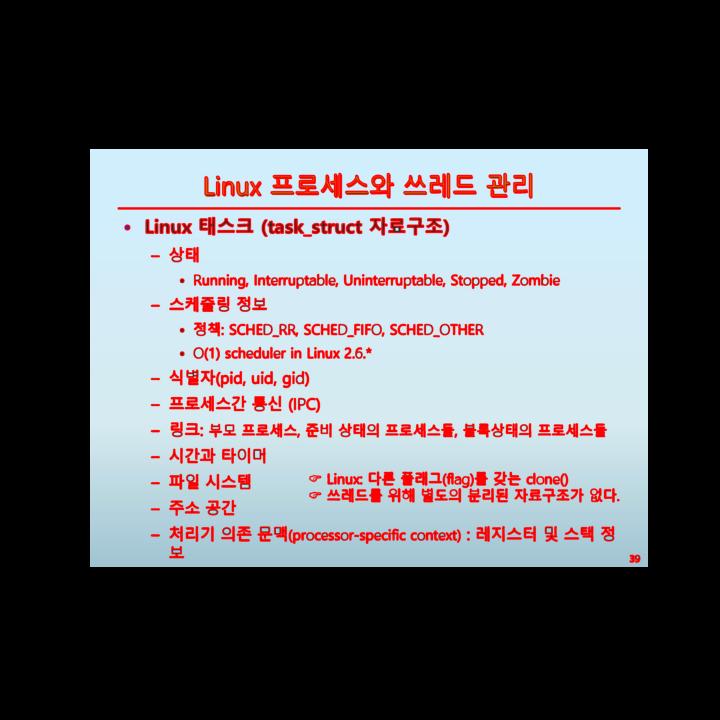 Linux 프로세스와 쓰레드 관리
• Linux 태스크 (task_struct 자료구조)
– 상태
• Running, Interruptable, Uninterruptable, Stopped, Zombie
– 스케줄링 정보
• 정책: SCHED_RR, SCHED_FIFO, SCHED_OTHER
• O(1) scheduler in Linux 2.6.*
– 식별자(pid, uid, gid)
– 프로세스간 통신 (IPC)
– 링크: 부모 프로세스, 준비 상태의 프로세스들, 블록상태의 프로세스들
– 시간과 타이머
– 파일 시스템
☞ Linux: 다른 플래그(flag)를 갖는 clone()
☞ 쓰레드를 위해 별도의 분리된 자료구조가 없다.
– 주소 공간
– 처리기 의존 문맥(processor-specific context) : 레지스터 및 스택 정
보
39